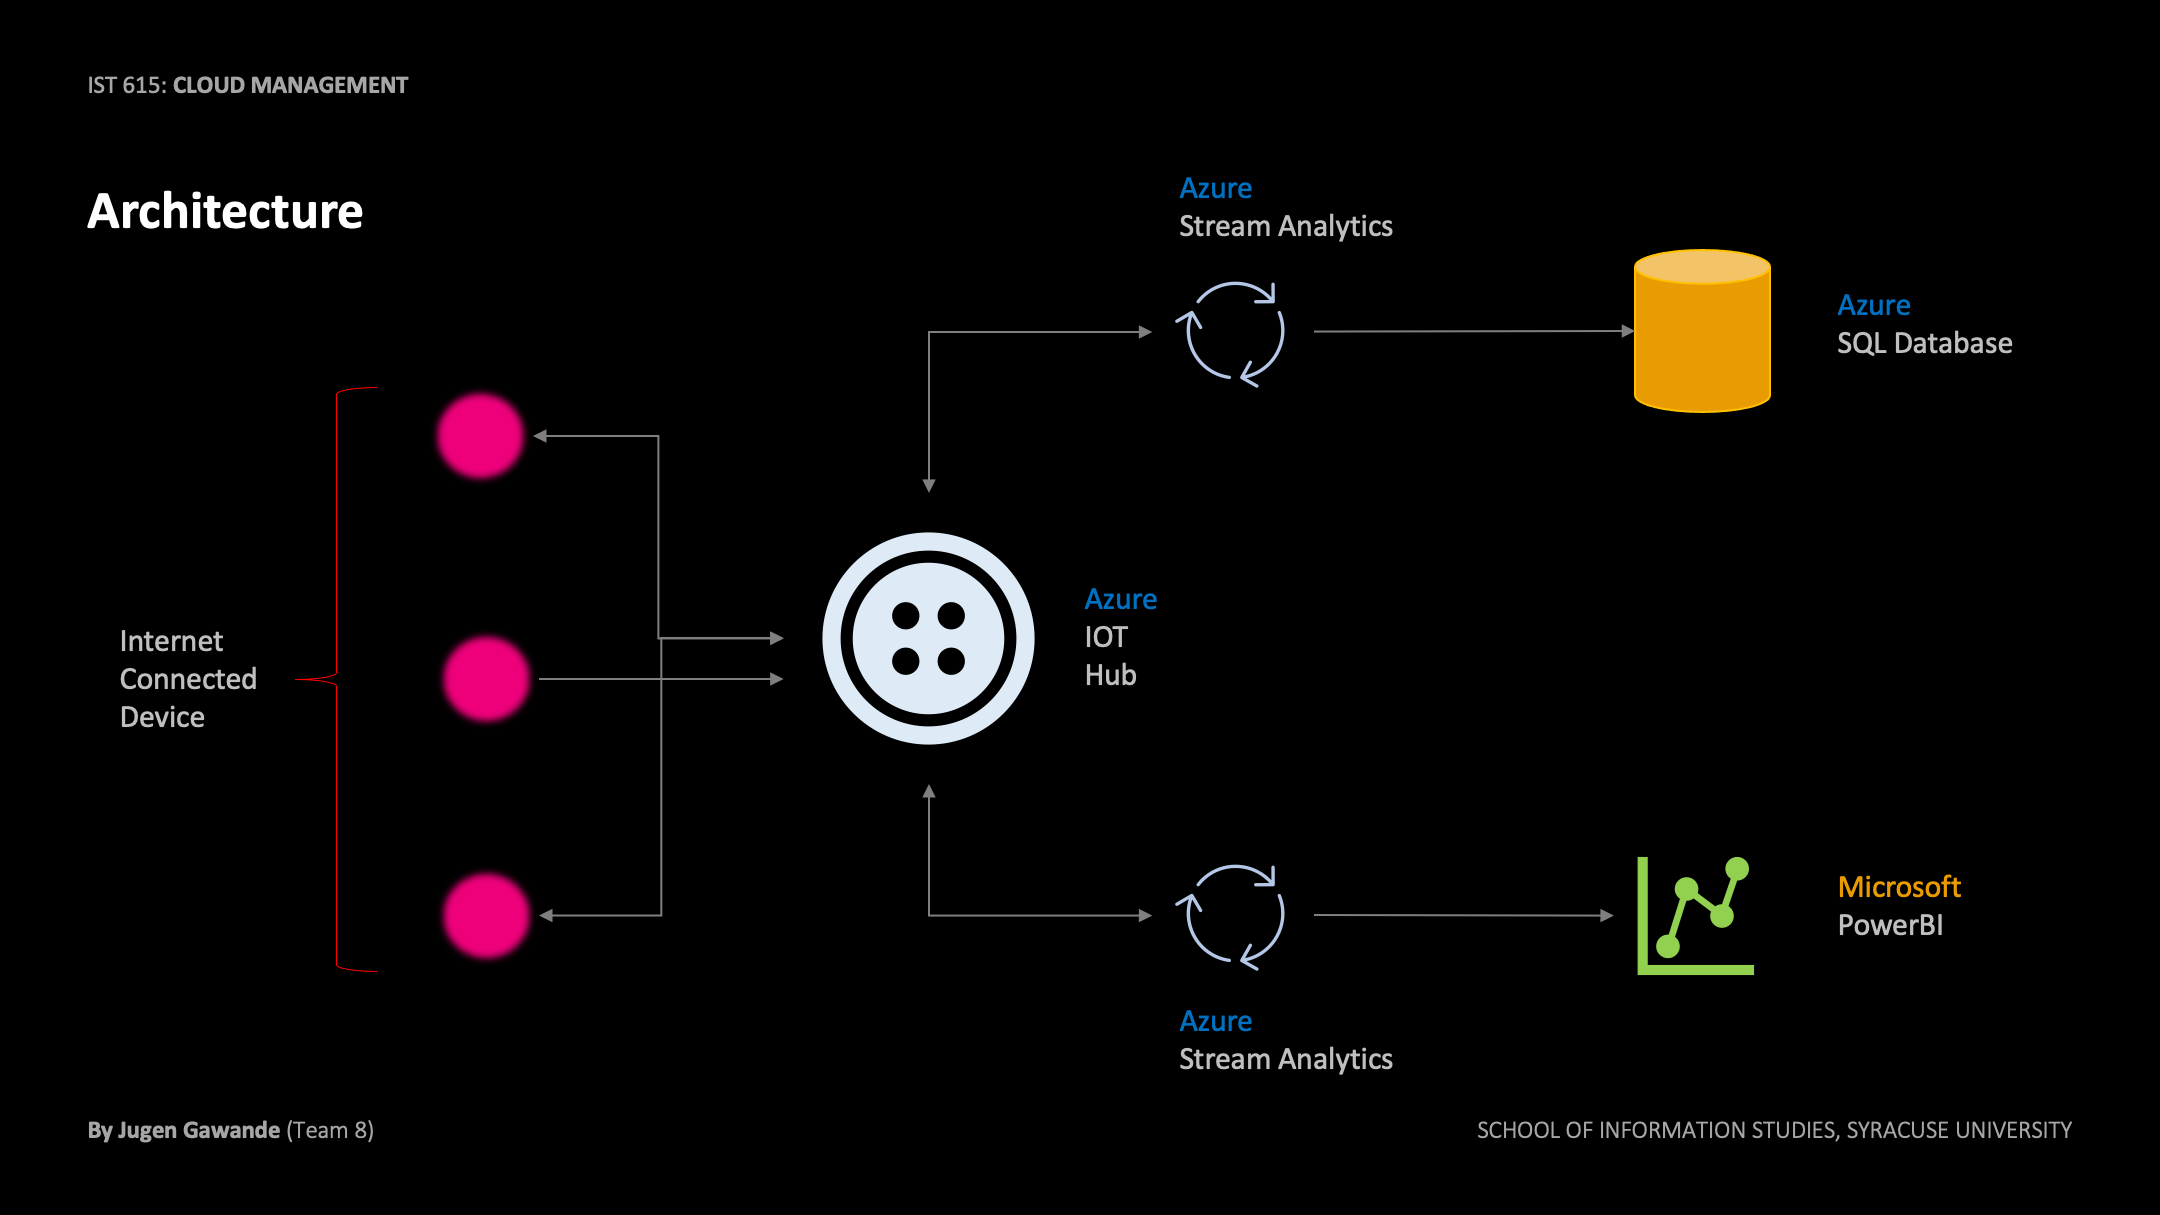 IST 615: CLOUD MANAGEMENT
Architecture
Azure
Stream Analytics
Azure
SQL Database
Internet
Connected
Device
Azure
IOT
Hub
Microsoft
PowerBI
Azure
Stream Analytics
By Jugen Gawande (Team 8)
SCHOOL OF INFORMATION STUDIES, SYRACUSE UNIVERSITY